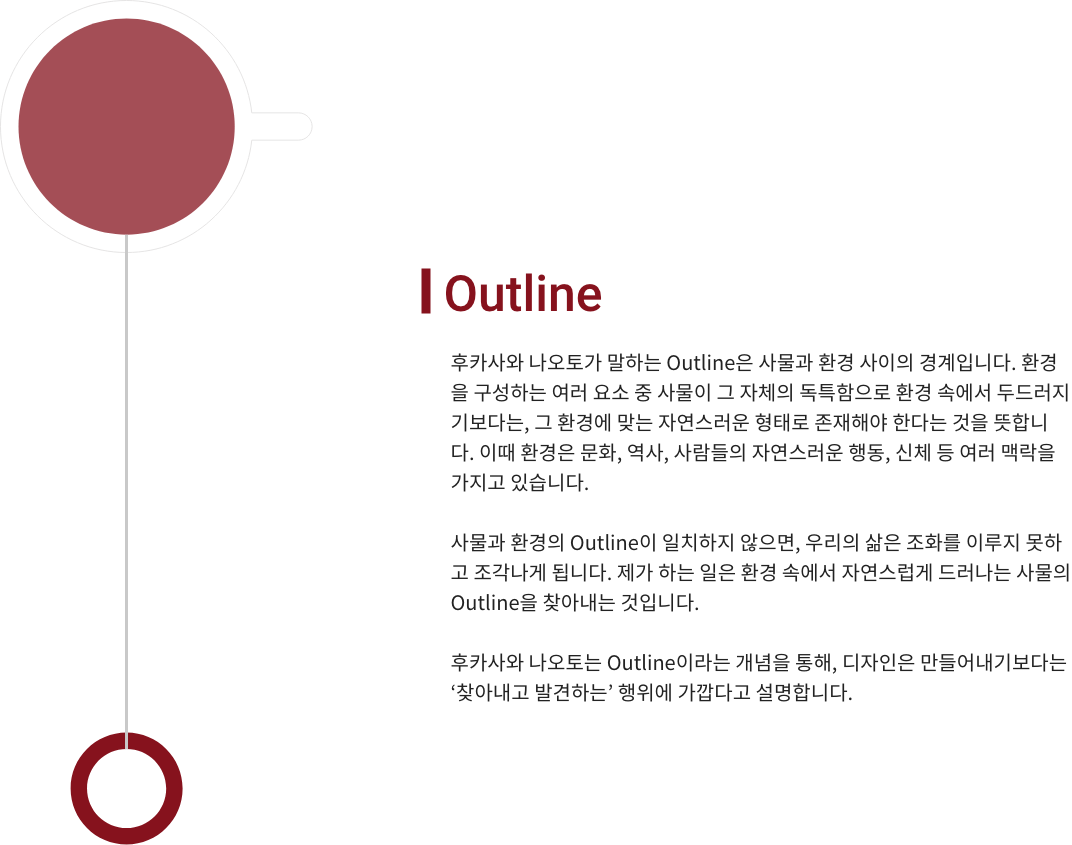 Outline
후카사와 나오토가 말하는 Outline은 사물과 환경 사이의 경계입니다. 환경
을 구성하는 여러 요소 중 사물이 그 자체의 독특함으로 환경 속에서 두드러지
기보다는, 그 환경에 맞는 자연스러운 형태로 존재해야 한다는 것을 뜻합니
다. 이때 환경은 문화, 역사, 사람들의 자연스러운 행동, 신체 등 여러 맥락을
가지고 있습니다.
사물과 환경의 Outline이 일치하지 않으면, 우리의 삶은 조화를 이루지 못하
고 조각나게 됩니다. 제가 하는 일은 환경 속에서 자연스럽게 드러나는 사물의
Outline을 찾아내는 것입니다.
후카사와 나오토는 Outline이라는 개념을 통해, 디자인은 만들어내기보다는
‘찾아내고 발견하는’ 행위에 가깝다고 설명합니다.